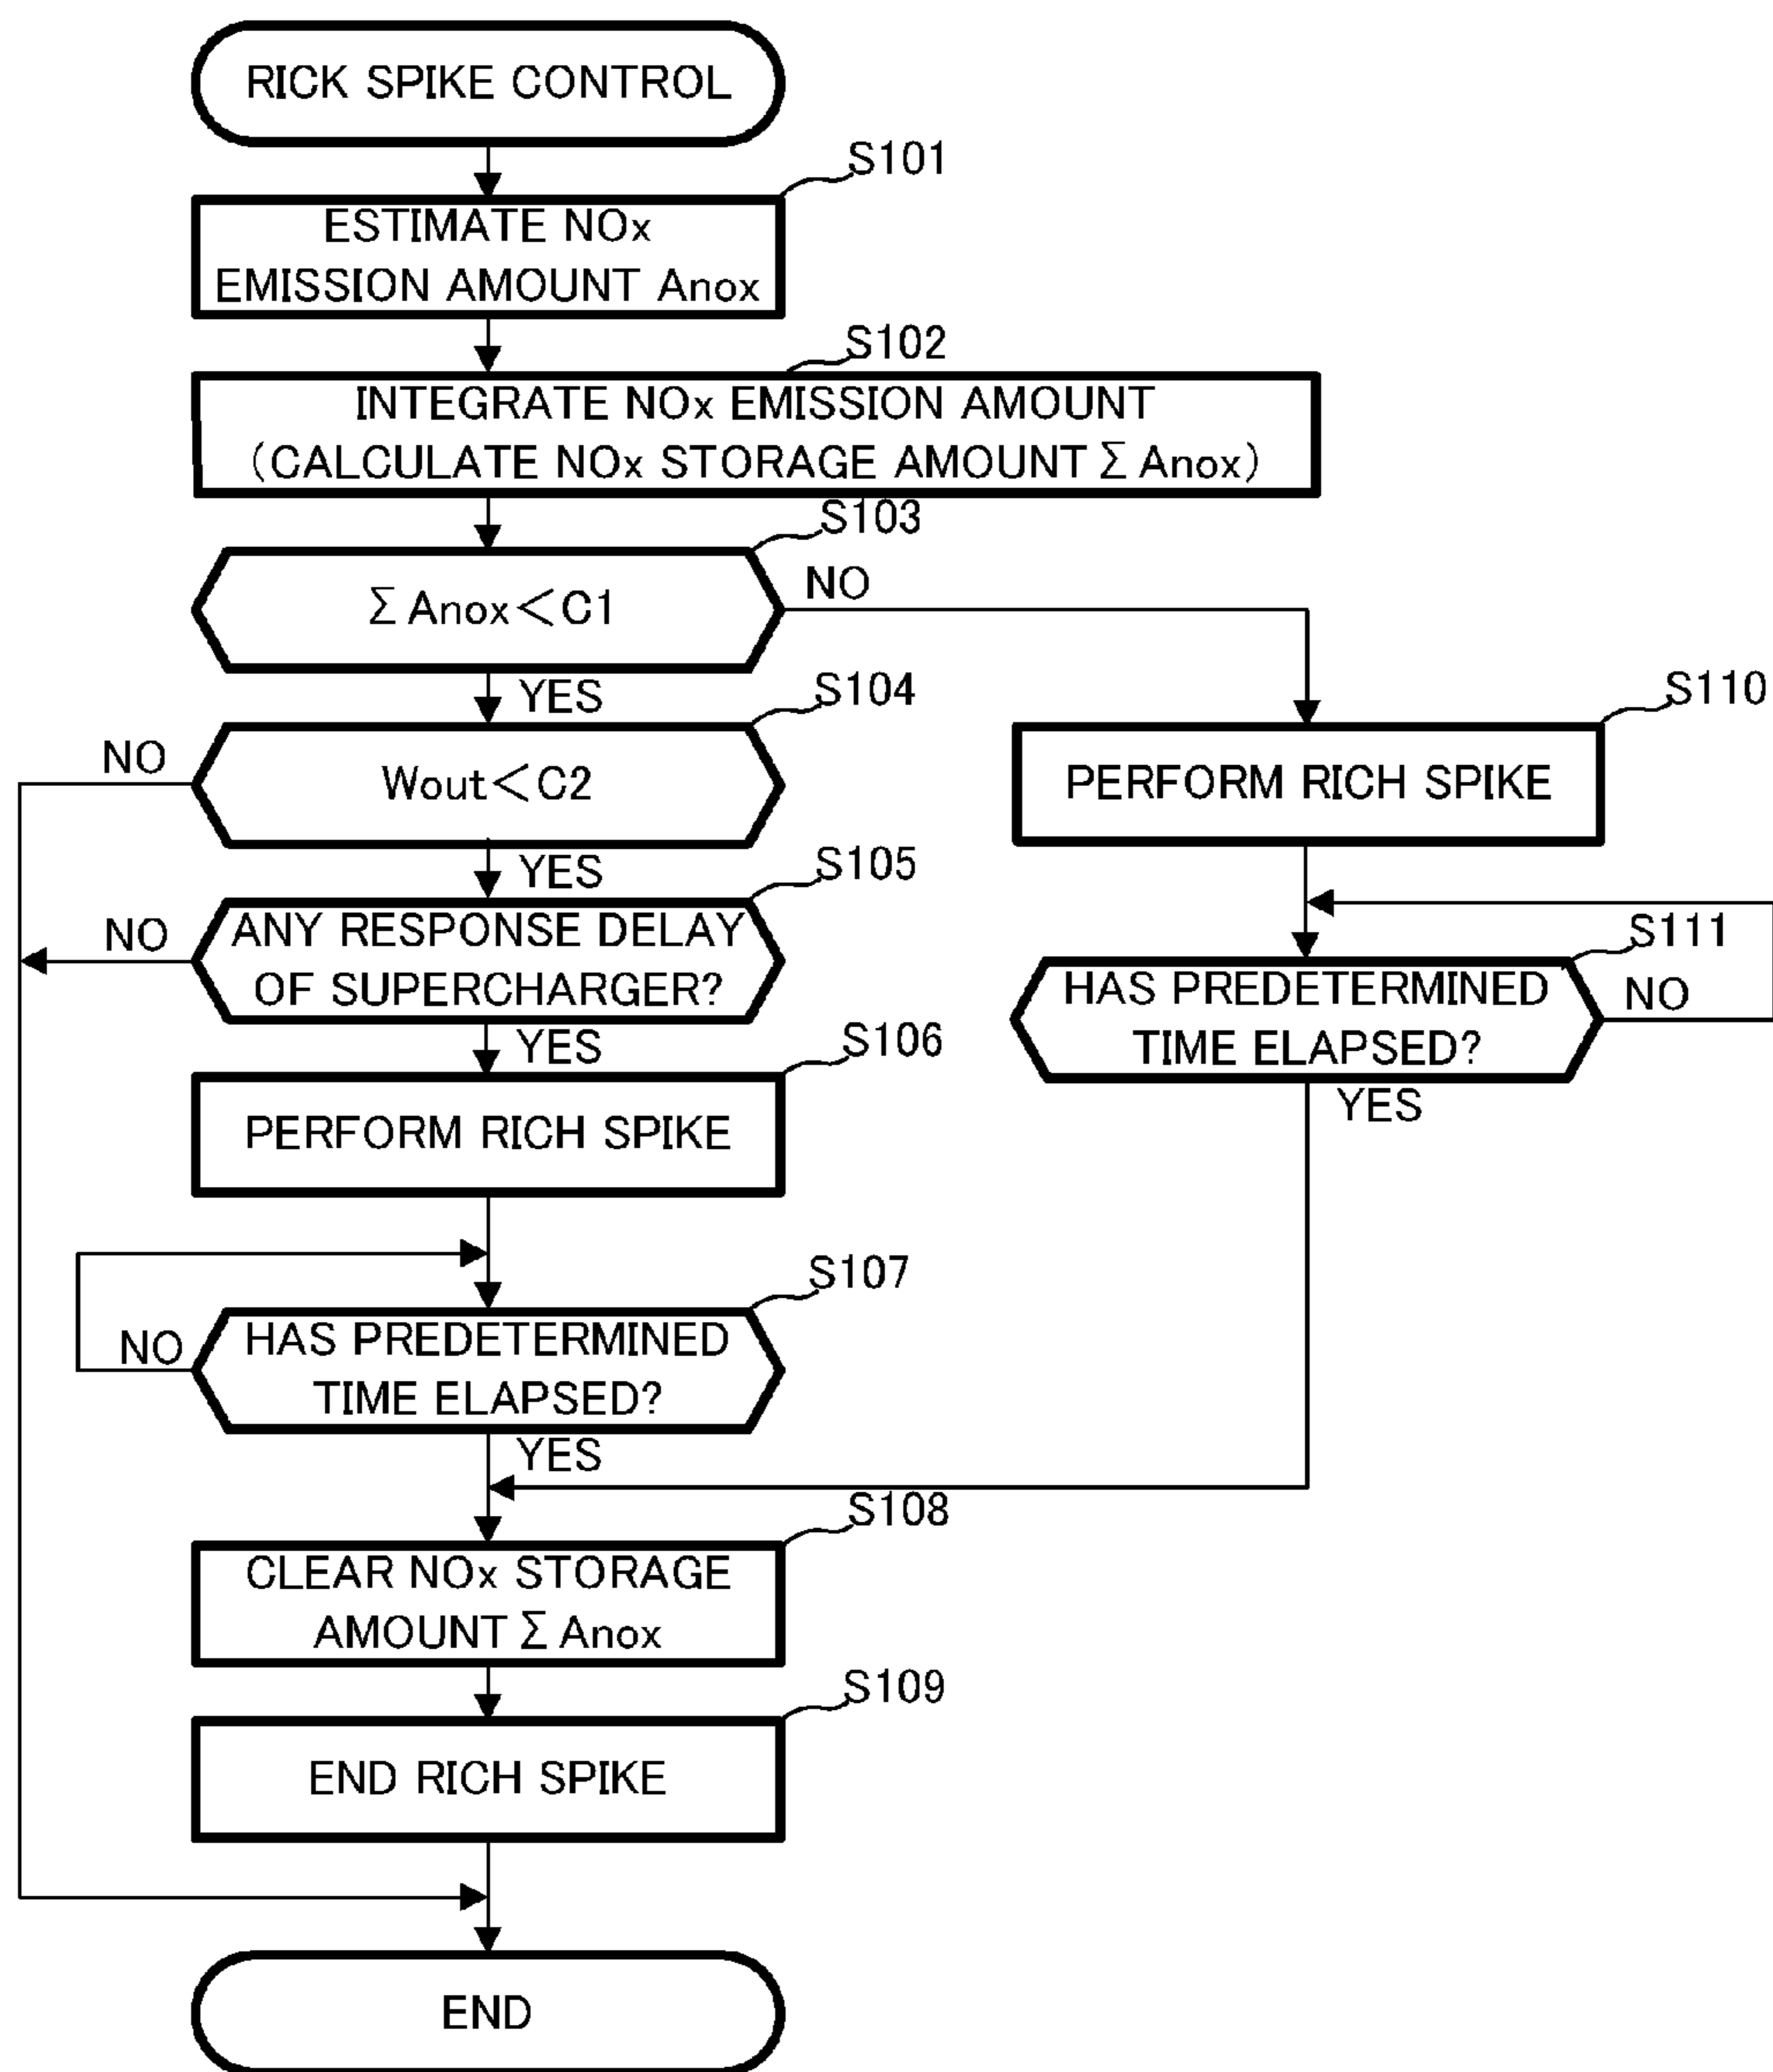 RICK SPIKE CONTROL
S101
ESTIMATE NOx
EMISSION AMOUNT Anox
S102
INTEGRATE NOx EMISSION AMOUNT
(CALCULATE NOx STORAGE AMOUNT Σ Anox)
S103
Σ Anox<C1
NO
YES
S104
Wout<C2
NO
YES
S105
ANY RESPONSE DELAY
OF SUPERCHARGER?
NO
YES
S106
PERFORM RICH SPIKE
S107
HAS PREDETERMINED
TIME ELAPSED?
NO
YES
S108
CLEAR NOx STORAGE
AMOUNT Σ Anox
S109
END RICH SPIKE
END
S110
PERFORM RICH SPIKE
S111
HAS PREDETERMINED
TIME ELAPSED?
NO
YES